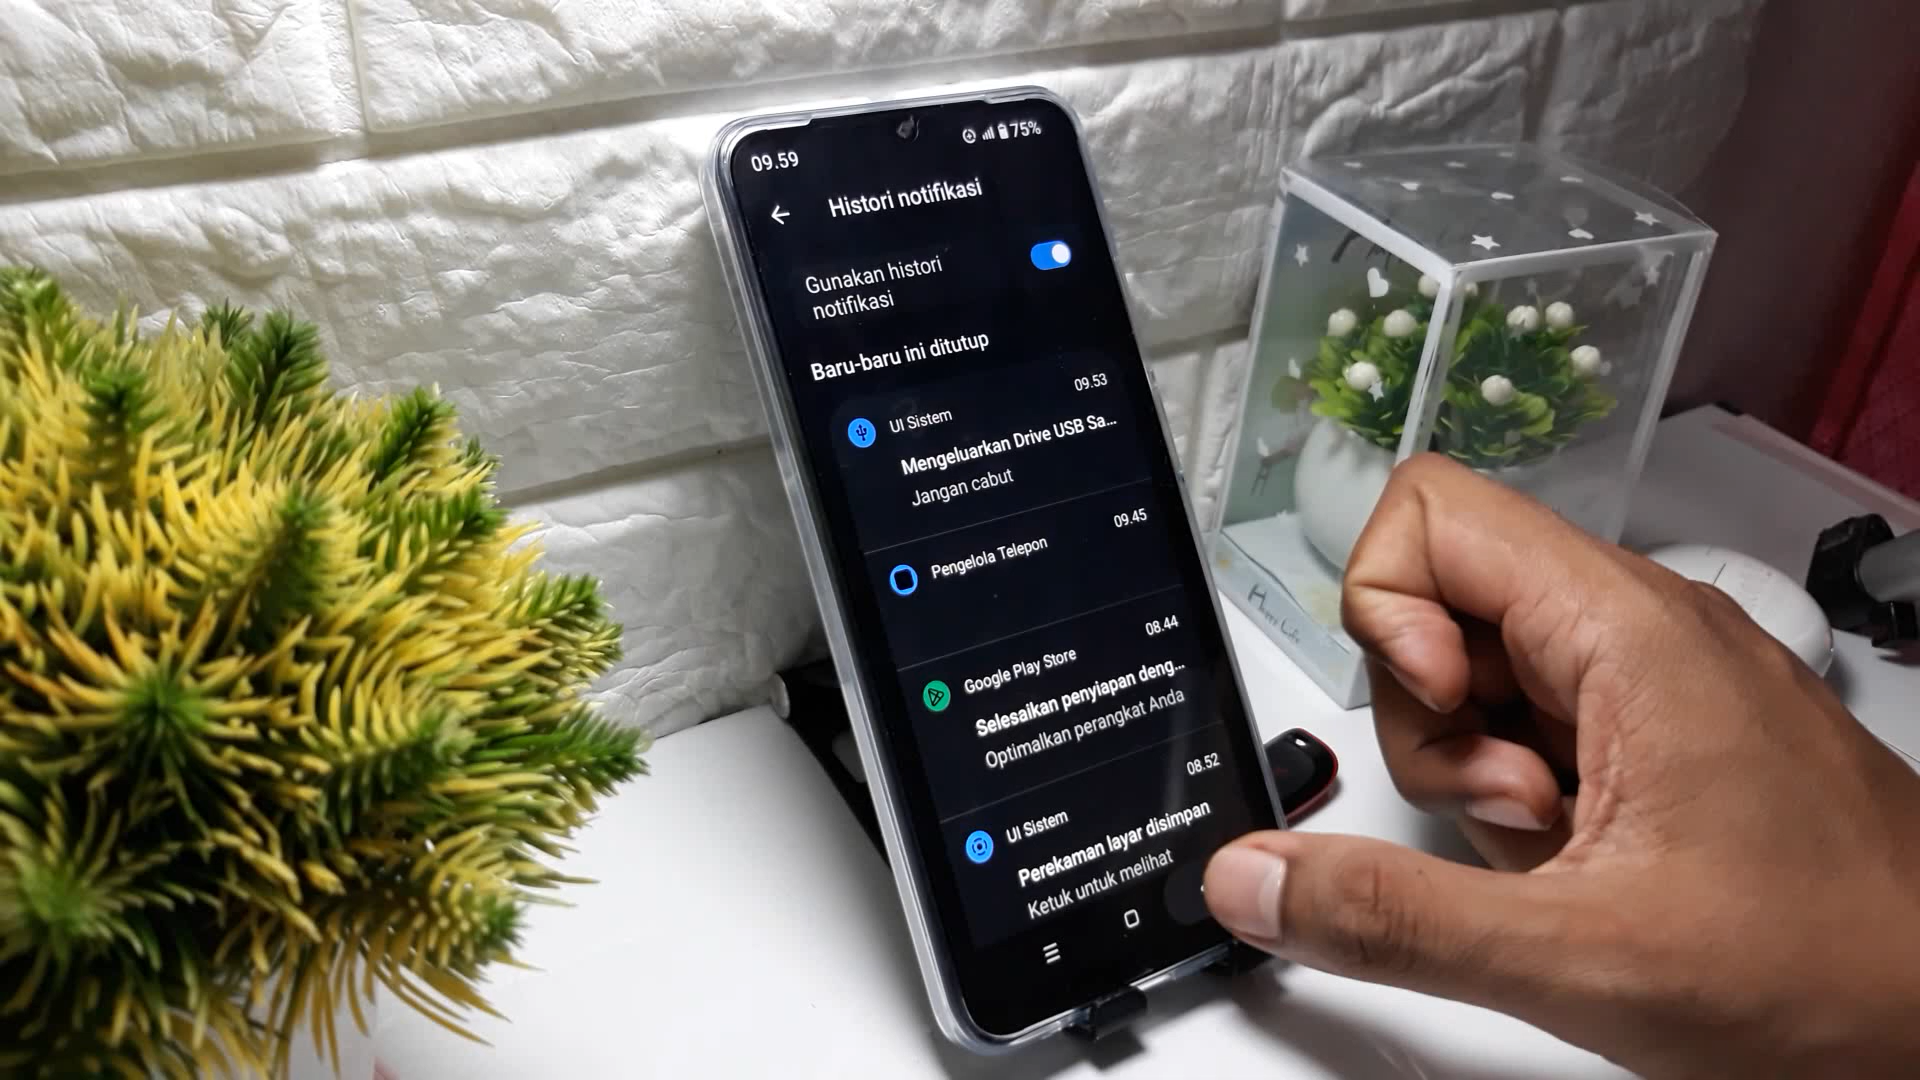 09.59
75%
Histori notifikasi
Gunakan histori
notifikasi
Baru-baru ini ditutup
UI Sistem
09.53
Mengeluarkan Drive USB Sa...
Jangan cabut
Pengelola Telepon
09.45
Google Play Store
08.44
Selesaikan penyiapan deng...
Optimalkan perangkat Anda
UI Sistem
08.52
Perekaman layar disimpan
Ketuk untuk melihat
Happy Life